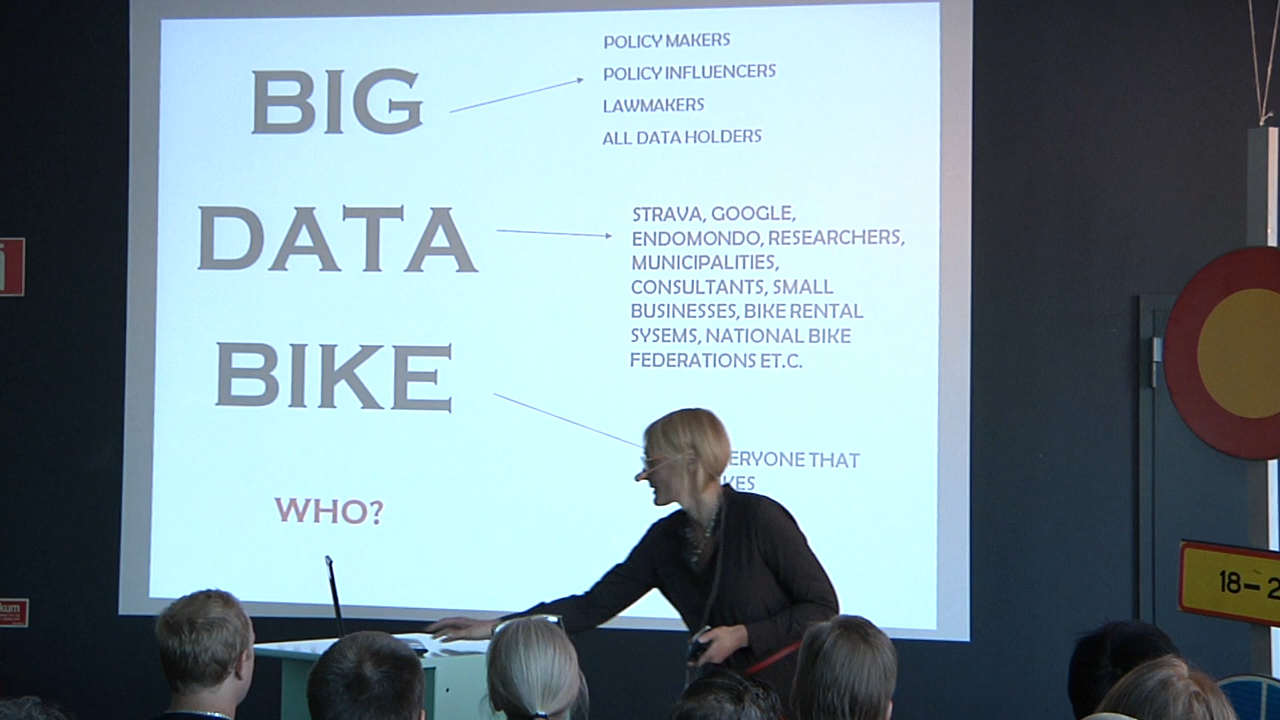 BIG
POLICY MAKERS
POLICY INFLUENCERS
LAWMAKERS
ALL DATA HOLDERS
DATA
STRAVA, GOOGLE,
ENDOMONDO, RESEARCHERS,
MUNICIPALITIES,
CONSULTANTS, SMALL
BUSINESSES, BIKE RENTAL
SYSEMS, NATIONAL BIKE
FEDERATIONS ET.C.
BIKE
THAT
WHO?
18-2